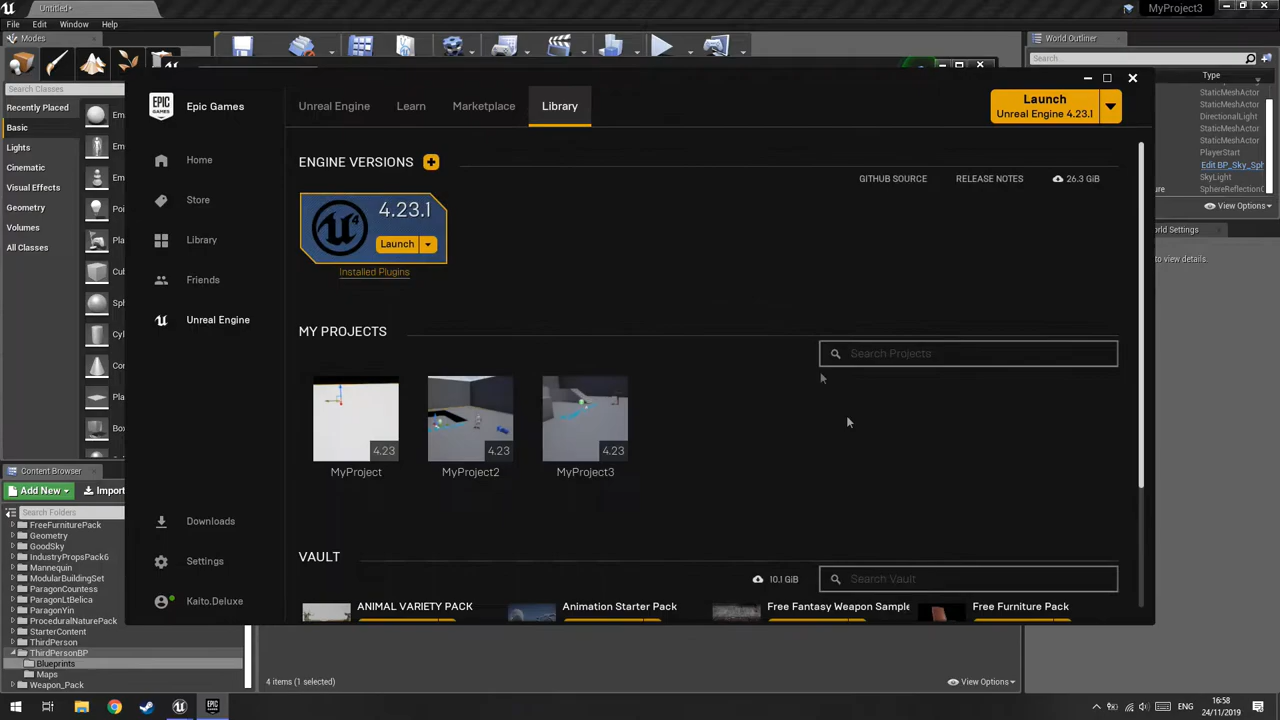 Untitled*
MyProject3
File Edit Window Help
Modes
Search Classes
Recently Placed
Basic
Lights
Cinematic
Visual Effects
Geometry
Volumes
All Classes
World Outliner
Search...
Type
StaticMeshActor
StaticMeshActor
DirectionalLight
StaticMeshActor
StaticMeshActor
PlayerStart
Edit BP_Sky_Sph
SkyLight
SphereReflectionC
View Options
EPIC GAMES
Epic Games
Unreal Engine Learn Marketplace Library
Launch
Unreal Engine 4.23.1
Home
Store
Library
Friends
Unreal Engine
Downloads
Settings
Kaito.Deluxe
ENGINE VERSIONS
GITHUB SOURCE RELEASE NOTES 26.3 GiB
4.23.1
Launch
Installed Plugins
MY PROJECTS
Search Projects
4.23 4.23 4.23
MyProject MyProject2 MyProject3
VAULT
10.1 GiB
Search Vault
ANIMAL VARIETY PACK Animation Starter Pack Free Fantasy Weapon Sample Free Furniture Pack
Content Browser
Add New Import
Search Folders
FreeFurniturePack
Geometry
GoodSky
IndustryPropsPack6
Mannequin
ModularBuildingSet
ParagonCountess
ParagonLtBelica
ParagonYin
ProceduralNaturePack
StarterContent
ThirdPerson
ThirdPersonBP
Blueprints
Maps
Weapon_Pack
4 items (1 selected)
View Options
ENG
16:58
24/11/2019